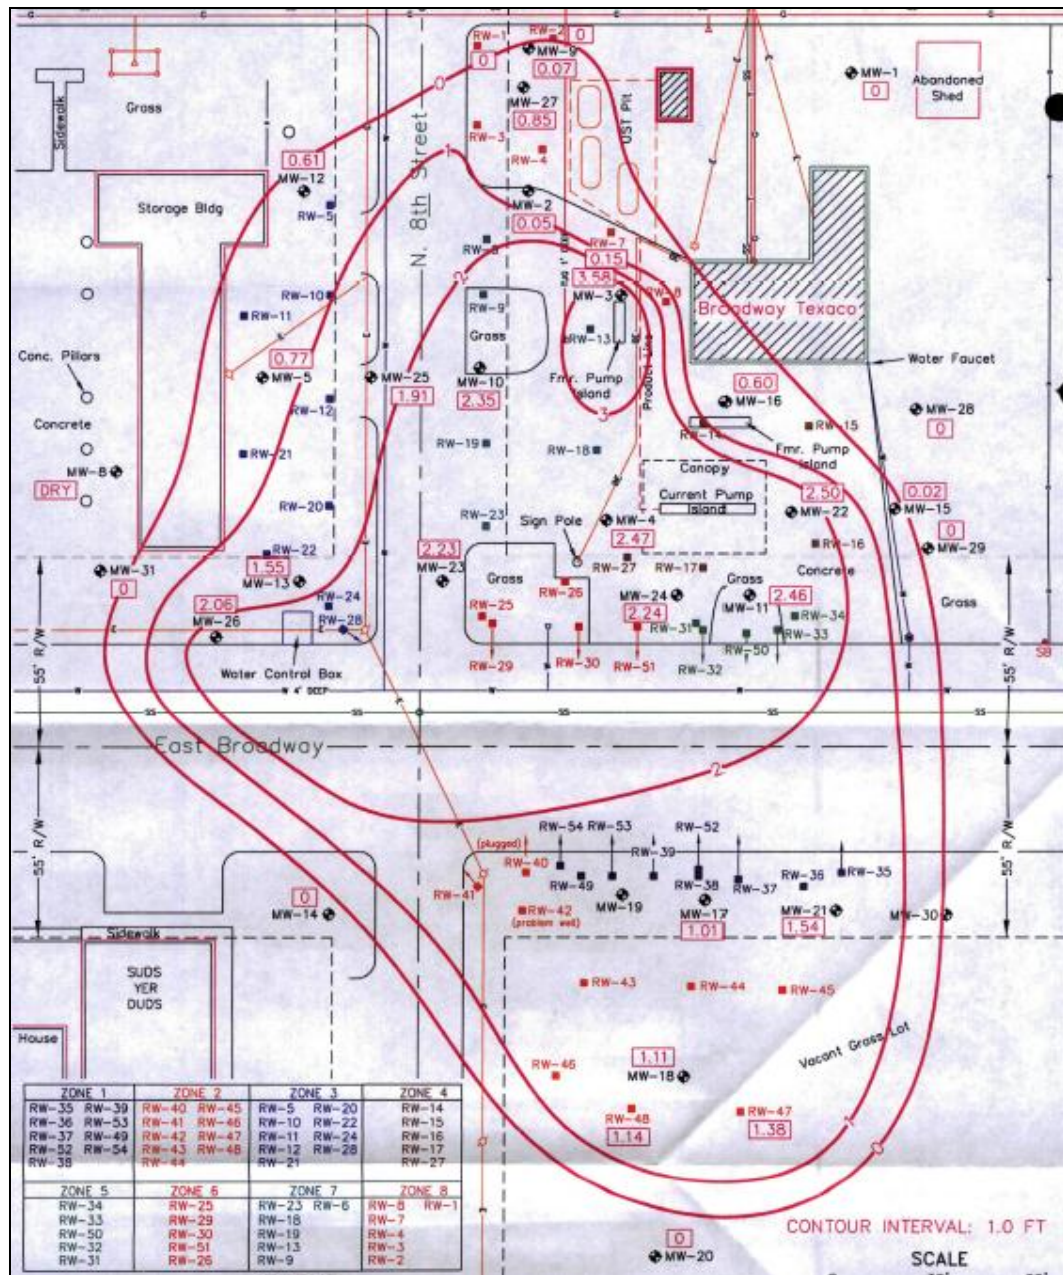 RW-1
RW-2
0
MW-9
0
0.07
MW-1
0
Abandoned
Shed
Grass
Sidewalk
MW-27
0.85
RW-3
RW-4
UST Pit
0.61
MW-12
RW-5
Storage Bldg
N. 8th Street
MW-2
0.05
RW-7
0.15
3.58
MW-3
RW-8
Broadway Texaco
RW-10
RW-11
RW-9
Grass
RW-13
Fmr. Pump
Island
Product Line
Water Faucet
Conc. Pillars
0.77
MW-5
MW-25
1.91
MW-10
2.35
0.60
MW-16
MW-28
0
RW-12
Concrete
RW-14
RW-15
Fmr. Pump
Island
RW-21
RW-19
RW-18
MW-8
DRY
Canopy
Current Pump
Island
2.50
MW-22
0.02
MW-15
0
MW-29
RW-20
RW-23
Sign Pole
MW-4
2.47
RW-22
1.55
MW-13
2.23
MW-23
RW-27
RW-17
RW-16
Concrete
MW-31
0
Grass
RW-26
MW-24
2.24
Grass
MW-11
2.46
Grass
RW-24
2.06
MW-26
RW-28
RW-25
RW-31
RW-34
RW-33
RW-50
RW-29
RW-30
RW-51
RW-32
SB
Water Control Box
W 4' DEEP
55' R/W
55' R/W
East Broadway
55' R/W
55' R/W
0
1
2
3
2
1
0
CONTOUR INTERVAL: 1.0 FT
SCALE
(plugged)
RW-54
RW-53
RW-52
RW-40
RW-39
RW-41
RW-49
RW-38
RW-37
RW-36
RW-35
RW-42
(problem well)
MW-19
MW-17
1.01
MW-21
1.54
MW-30
0
MW-14
Sidewalk
SUDS
YER
DUDS
House
RW-43
RW-44
RW-45
Vacant Grass Lot
RW-46
1.11
MW-18
RW-48
1.14
RW-47
1.38
0
MW-20
ZONE 1 ZONE 2 ZONE 3 ZONE 4
RW-35 RW-39 RW-40 RW-45 RW-5 RW-20 RW-14
RW-36 RW-53 RW-41 RW-46 RW-10 RW-22 RW-15
RW-37 RW-49 RW-42 RW-47 RW-11 RW-24 RW-16
RW-52 RW-54 RW-43 RW-48 RW-12 RW-28 RW-17
RW-38 RW-44 RW-21 RW-27
ZONE 5 ZONE 6 ZONE 7 ZONE 8
RW-34 RW-25 RW-23 RW-6 RW-8 RW-1
RW-33 RW-29 RW-18 RW-7
RW-50 RW-30 RW-19 RW-4
RW-32 RW-51 RW-13 RW-3
RW-31 RW-26 RW-9 RW-2